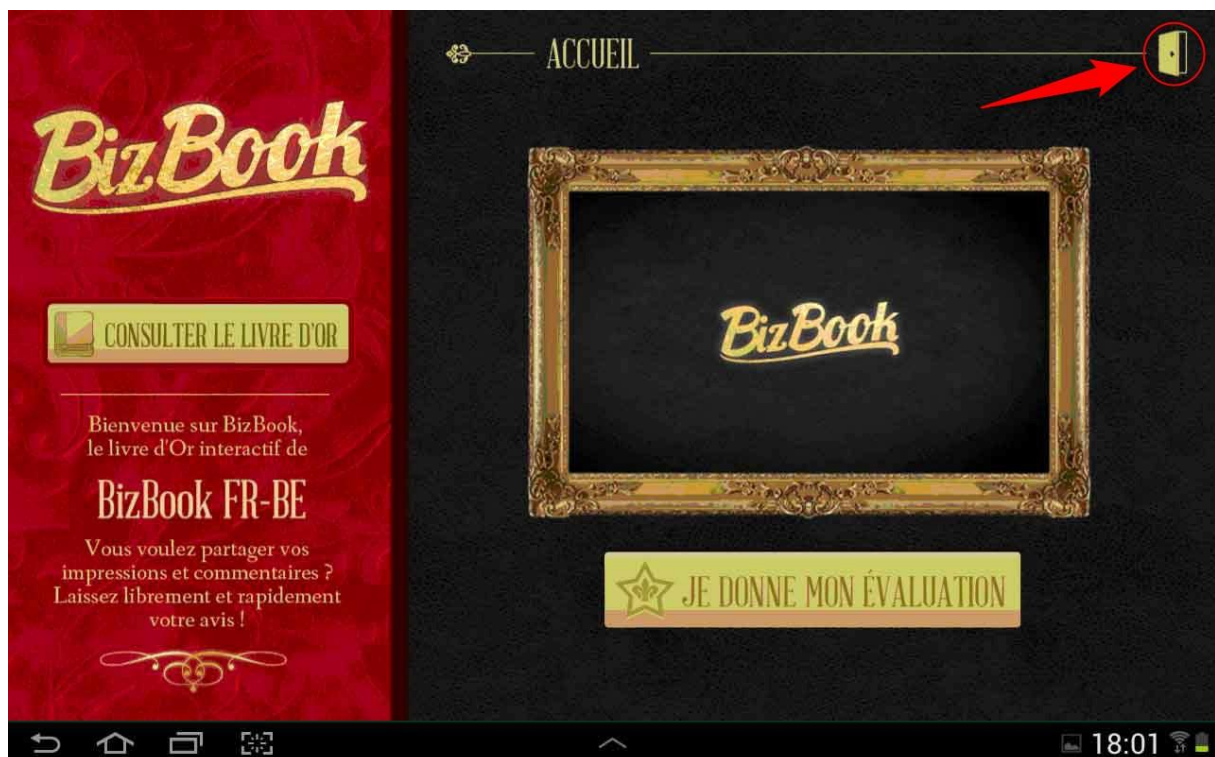 BizBook
CONSULTER LE LIVRE D'OR
Bienvenue sur BizBook,
le livre d'Or interactif de
BizBook FR-BE
Vous voulez partager vos
impressions et commentaires ?
Laissez librement et rapidement
votre avis !
ACCUEIL
BizBook
JE DONNE MON ÉVALUATION
18:01